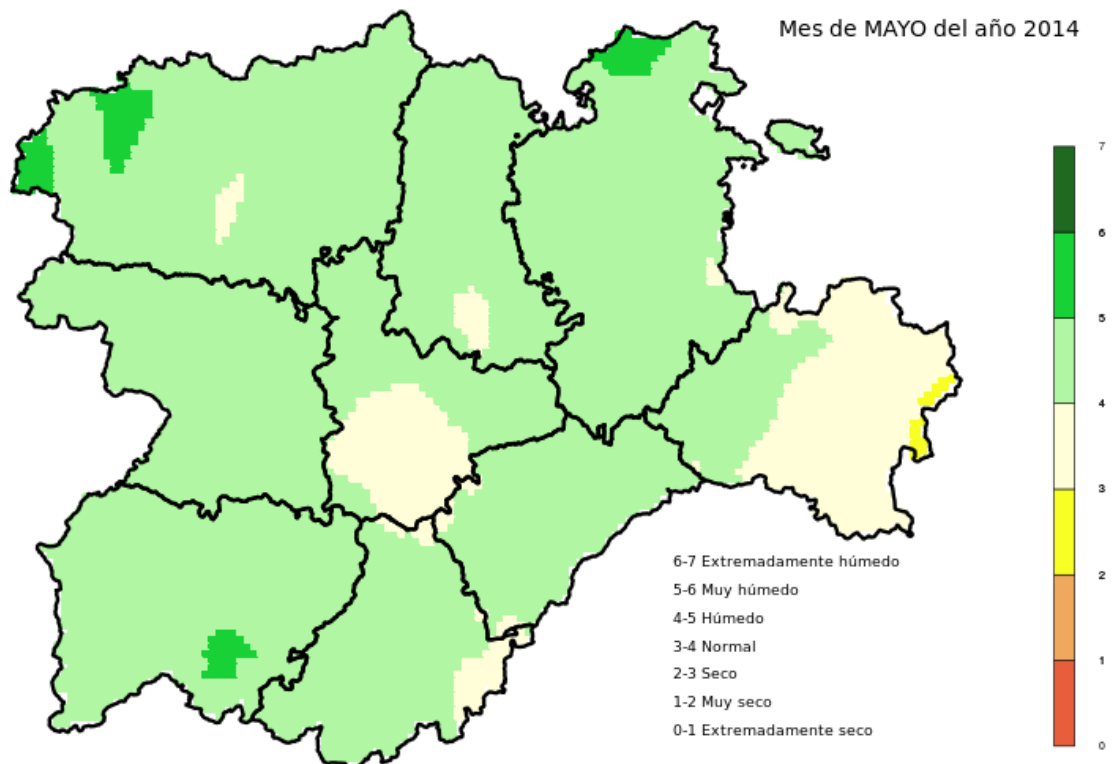 Mes de MAYO del año 2014
7
6
5
4
3
2
1
0
6-7 Extremadamente húmedo
5-6 Muy húmedo
4-5 Húmedo
3-4 Normal
2-3 Seco
1-2 Muy seco
0-1 Extremadamente seco